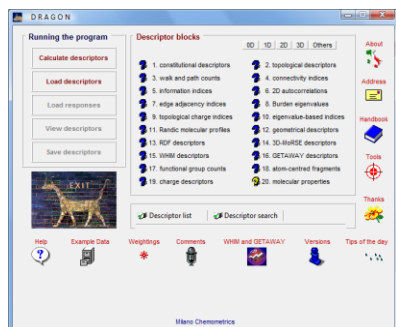 DRAGON
Running the program
Calculate descriptors
Load descriptors
Load responses
View descriptors
Save descriptors
EXIT
Descriptor blocks
0D 1D 2D 3D Others
1. constitutional descriptors
2. topological descriptors
3. walk and path counts
4. connectivity indices
5. information indices
6. 2D autocorrelations
7. edge adjacency indices
8. Burden eigenvalues
9. topological charge indices
10. eigenvalue-based indices
11. Randic molecular profiles
12. geometrical descriptors
13. RDF descriptors
14. 3D-MoRSE descriptors
15. WHIM descriptors
16. GETAWAY descriptors
17. functional group counts
18. atom-centred fragments
19. charge descriptors
20. molecular properties
Descriptor list
Descriptor search
About
Address
Handbook
Tools
Thanks
Help
Example Data
Weightings
Comments
WHIM and GETAWAY
Versions
Tips of the day
Milano Chemometrics